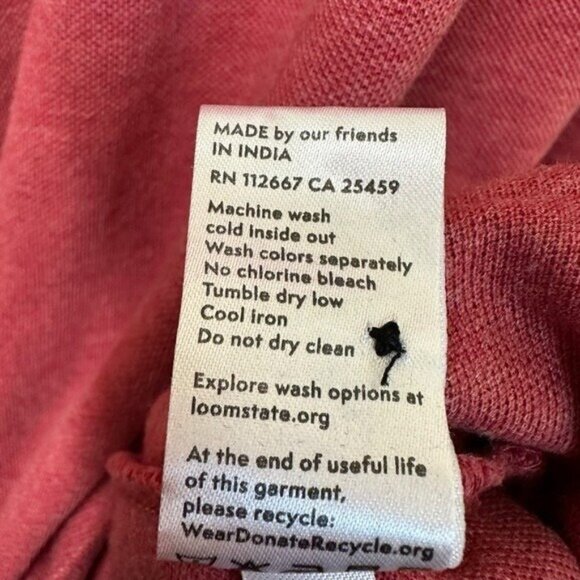 MADE by our friends
IN INDIA
RN 112667 CA 25459
Machine wash
cold inside out
Wash colors separately
No chlorine bleach
Tumble dry low
Cool iron
Do not dry clean
Explore wash options at
loomstate.org
At the end of useful life
of this garment,
please recycle:
WearDonateRecycle.org